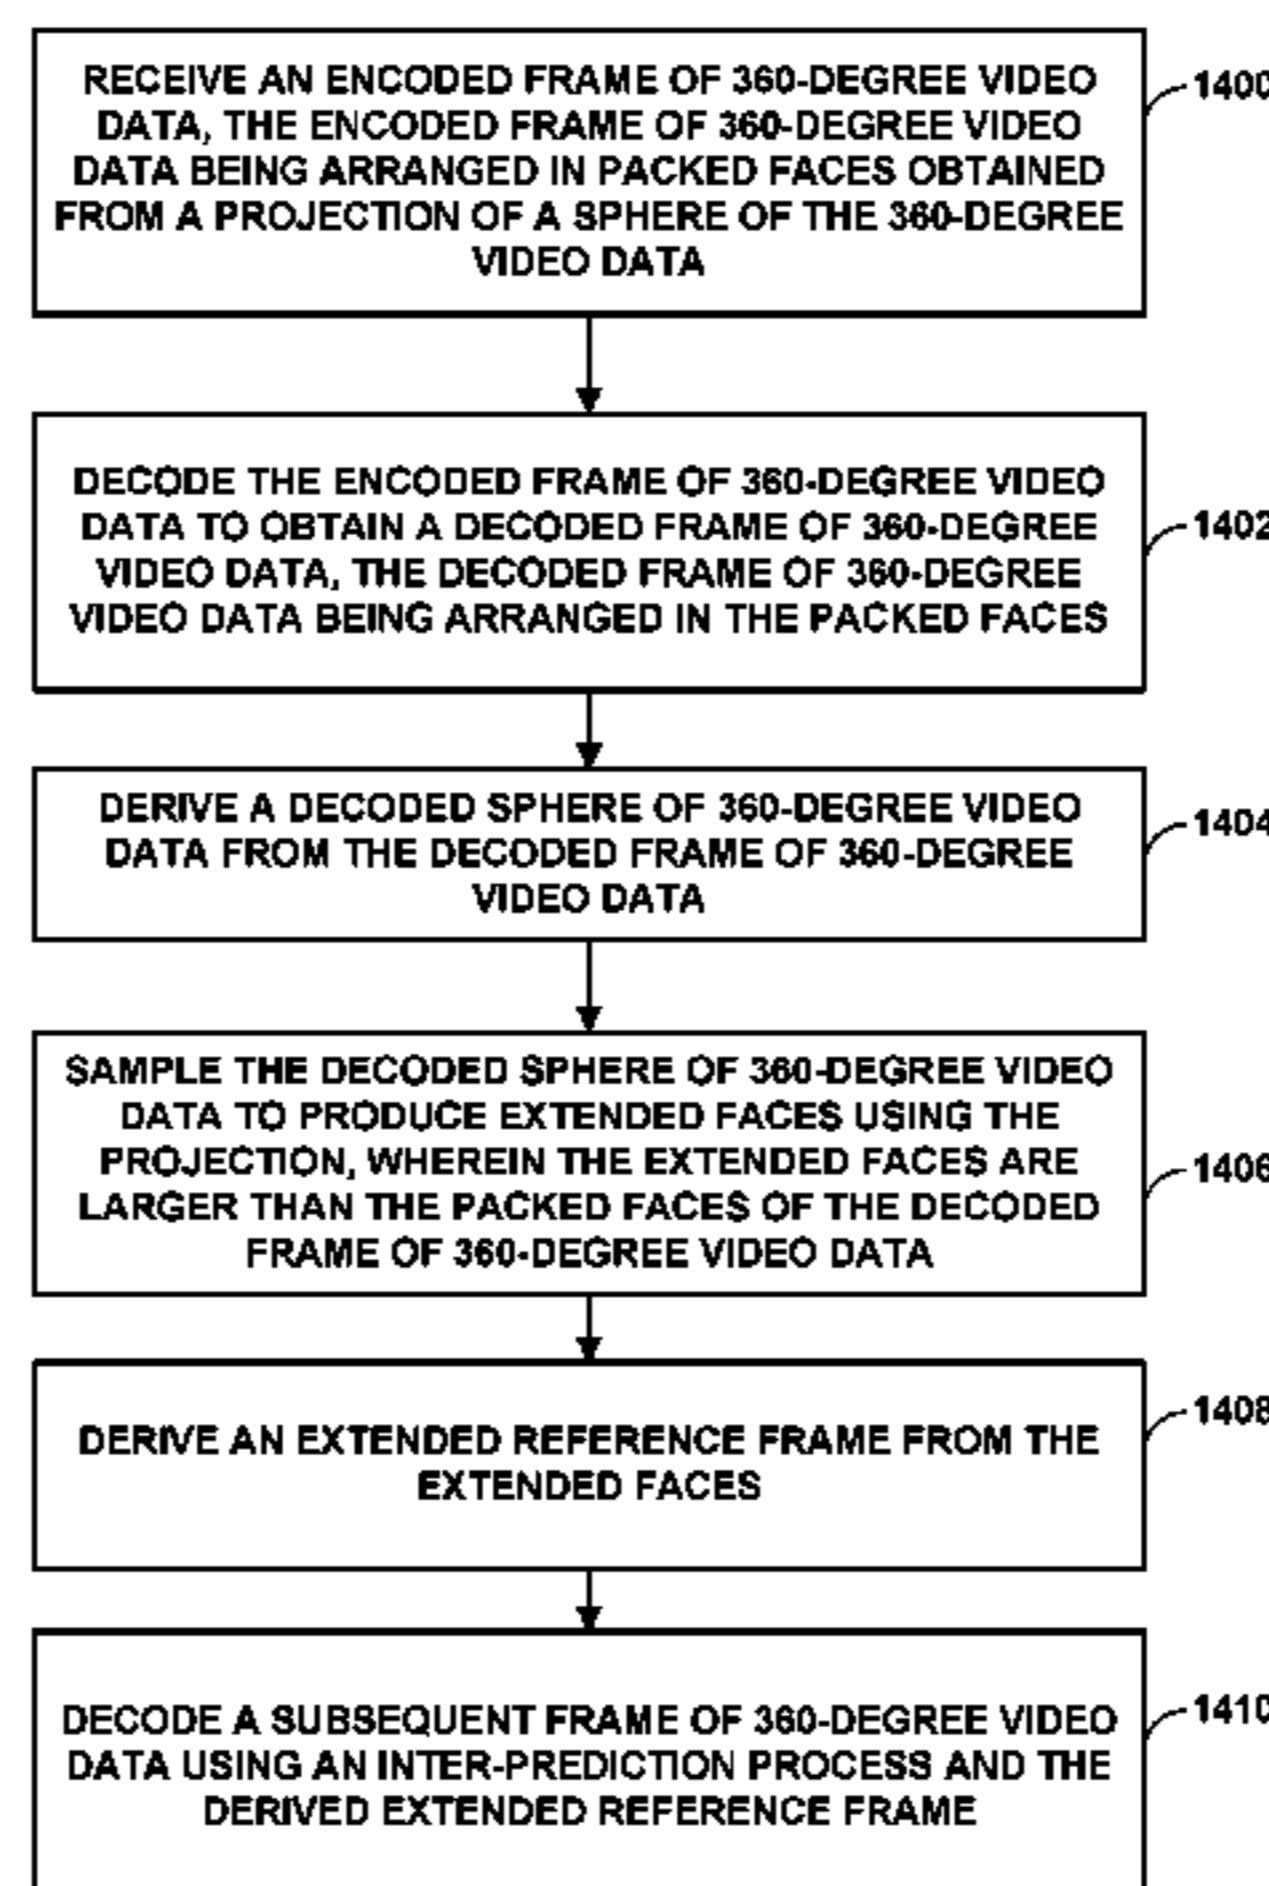 RECEIVE AN ENCODED FRAME OF 360-DEGREE VIDEO
DATA, THE ENCODED FRAME OF 360-DEGREE VIDEO
DATA BEING ARRANGED IN PACKED FACES OBTAINED
FROM A PROJECTION OF A SPHERE OF THE 360-DEGREE
VIDEO DATA
1400
DECODE THE ENCODED FRAME OF 360-DEGREE VIDEO
DATA TO OBTAIN A DECODED FRAME OF 360-DEGREE
VIDEO DATA, THE DECODED FRAME OF 360-DEGREE
VIDEO DATA BEING ARRANGED IN THE PACKED FACES
1402
DERIVE A DECODED SPHERE OF 360-DEGREE VIDEO
DATA FROM THE DECODED FRAME OF 360-DEGREE
VIDEO DATA
1404
SAMPLE THE DECODED SPHERE OF 360-DEGREE VIDEO
DATA TO PRODUCE EXTENDED FACES USING THE
PROJECTION, WHEREIN THE EXTENDED FACES ARE
LARGER THAN THE PACKED FACES OF THE DECODED
FRAME OF 360-DEGREE VIDEO DATA
1406
DERIVE AN EXTENDED REFERENCE FRAME FROM THE
EXTENDED FACES
1408
DECODE A SUBSEQUENT FRAME OF 360-DEGREE VIDEO
DATA USING AN INTER-PREDICTION PROCESS AND THE
DERIVED EXTENDED REFERENCE FRAME
1410